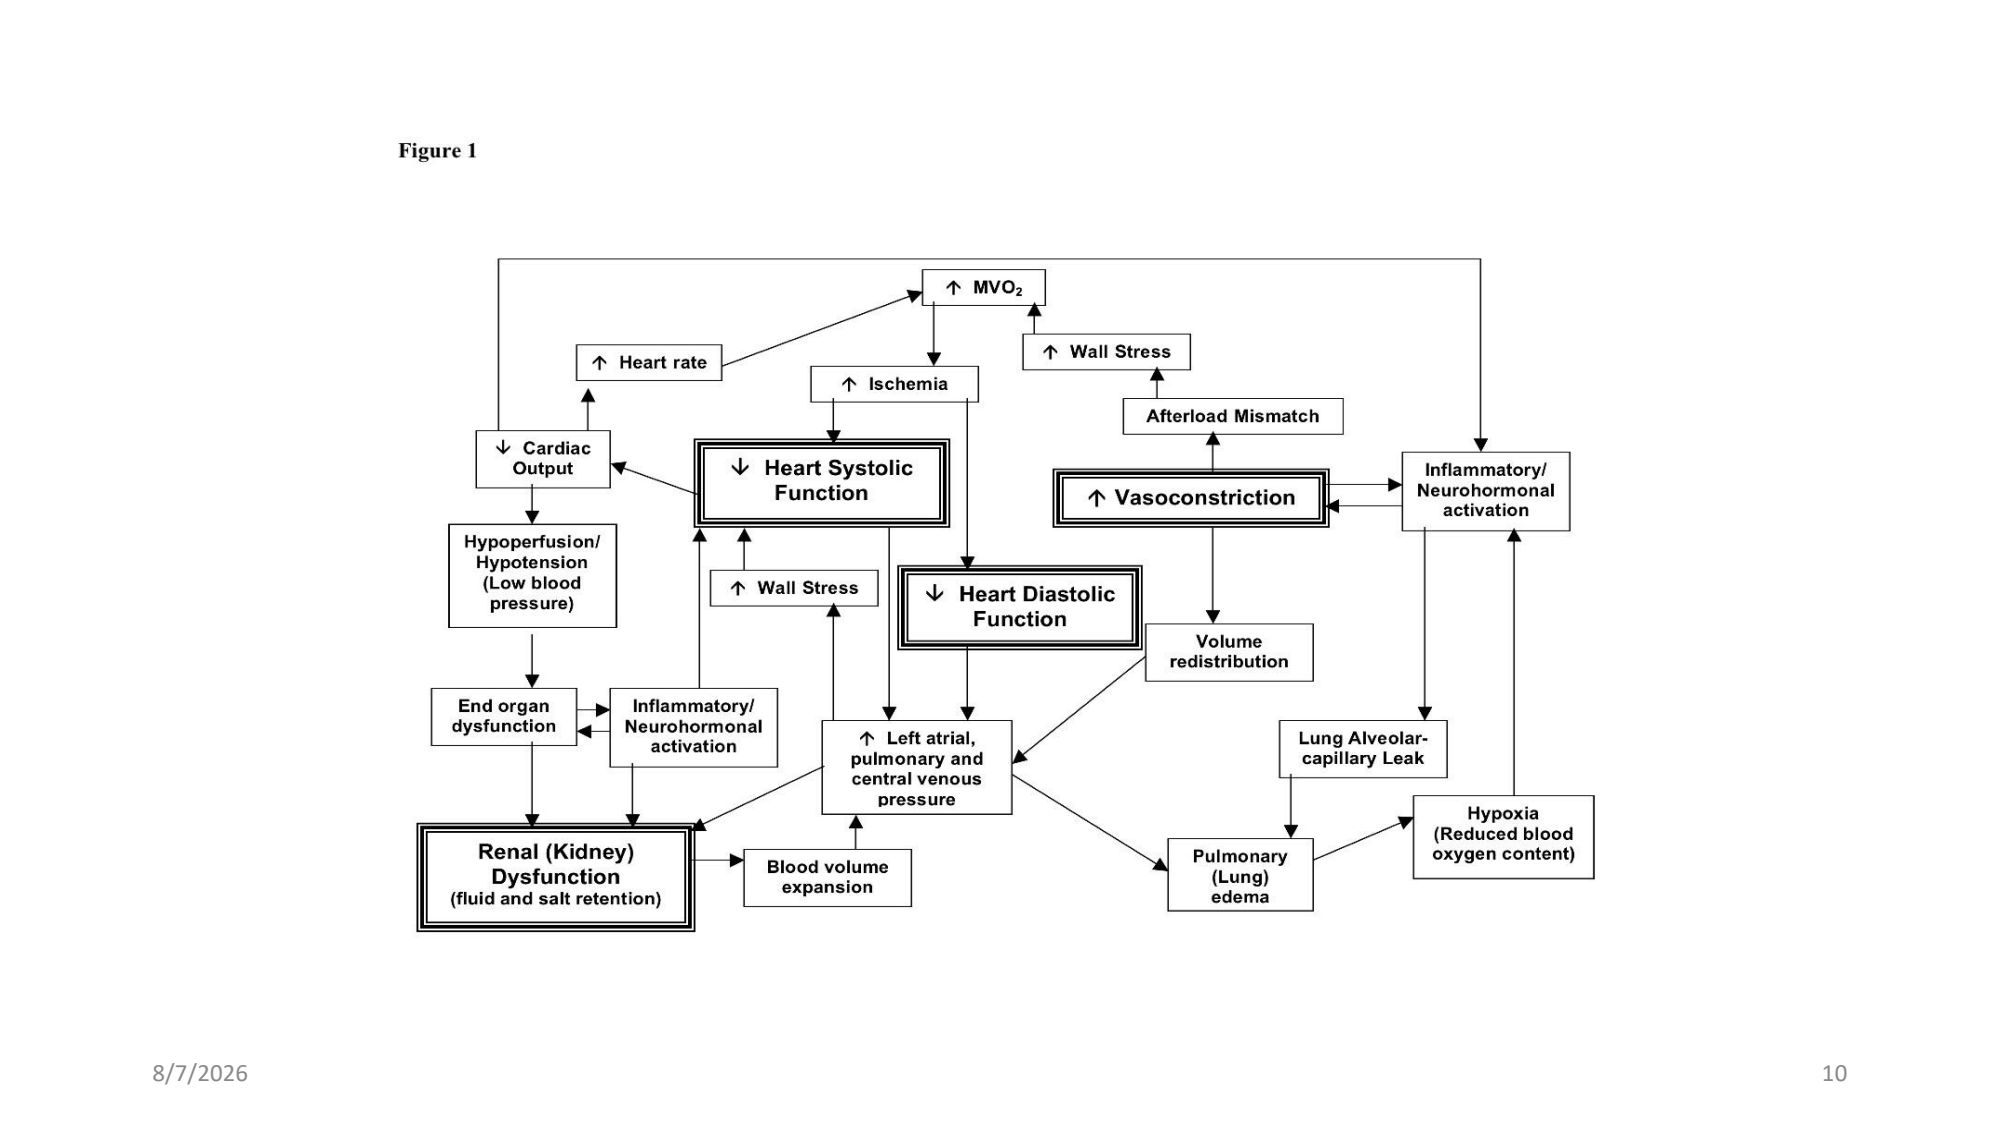 Figure 1
↑ MVO₂
↑ Wall Stress
↑ Heart rate
↑ Ischemia
Afterload Mismatch
↓ Cardiac
Output
↓ Heart Systolic
Function
↑ Vasoconstriction
Inflammatory/
Neurohormonal
activation
Hypoperfusion/
Hypotension
(Low blood
pressure)
↑ Wall Stress
↓ Heart Diastolic
Function
Volume
redistribution
End organ
dysfunction
Inflammatory/
Neurohormonal
activation
↑ Left atrial,
pulmonary and
central venous
pressure
Lung Alveolar-
capillary Leak
Hypoxia
(Reduced blood
oxygen content)
Renal (Kidney)
Dysfunction
(fluid and salt retention)
Blood volume
expansion
Pulmonary
(Lung)
edema
8/7/2026
10